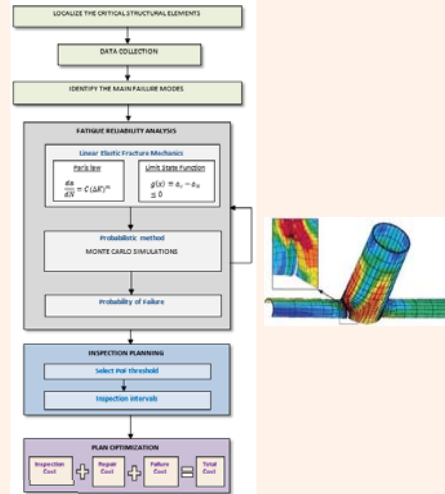 LOCALIZE THE CRITICAL STRUCTURAL ELEMENTS
DATA COLLECTION
IDENTIFY THE MAIN FAILURE MODES
FATIGUE RELIABILITY ANALYSIS
Linear Elastic Fracture Mechanics
Paris law
da/dN = C(ΔK)^m
Limit State Function
g(x) = a_c − a_N
≤ 0
Probabilistic method
MONTE CARLO SIMULATIONS
Probability of Failure
INSPECTION PLANNING
Select PoF threshold
Inspection intervals
PLAN OPTIMIZATION
Inspection
Cost
+
Repair
Cost
+
Failure
Cost
=
Total
Cost